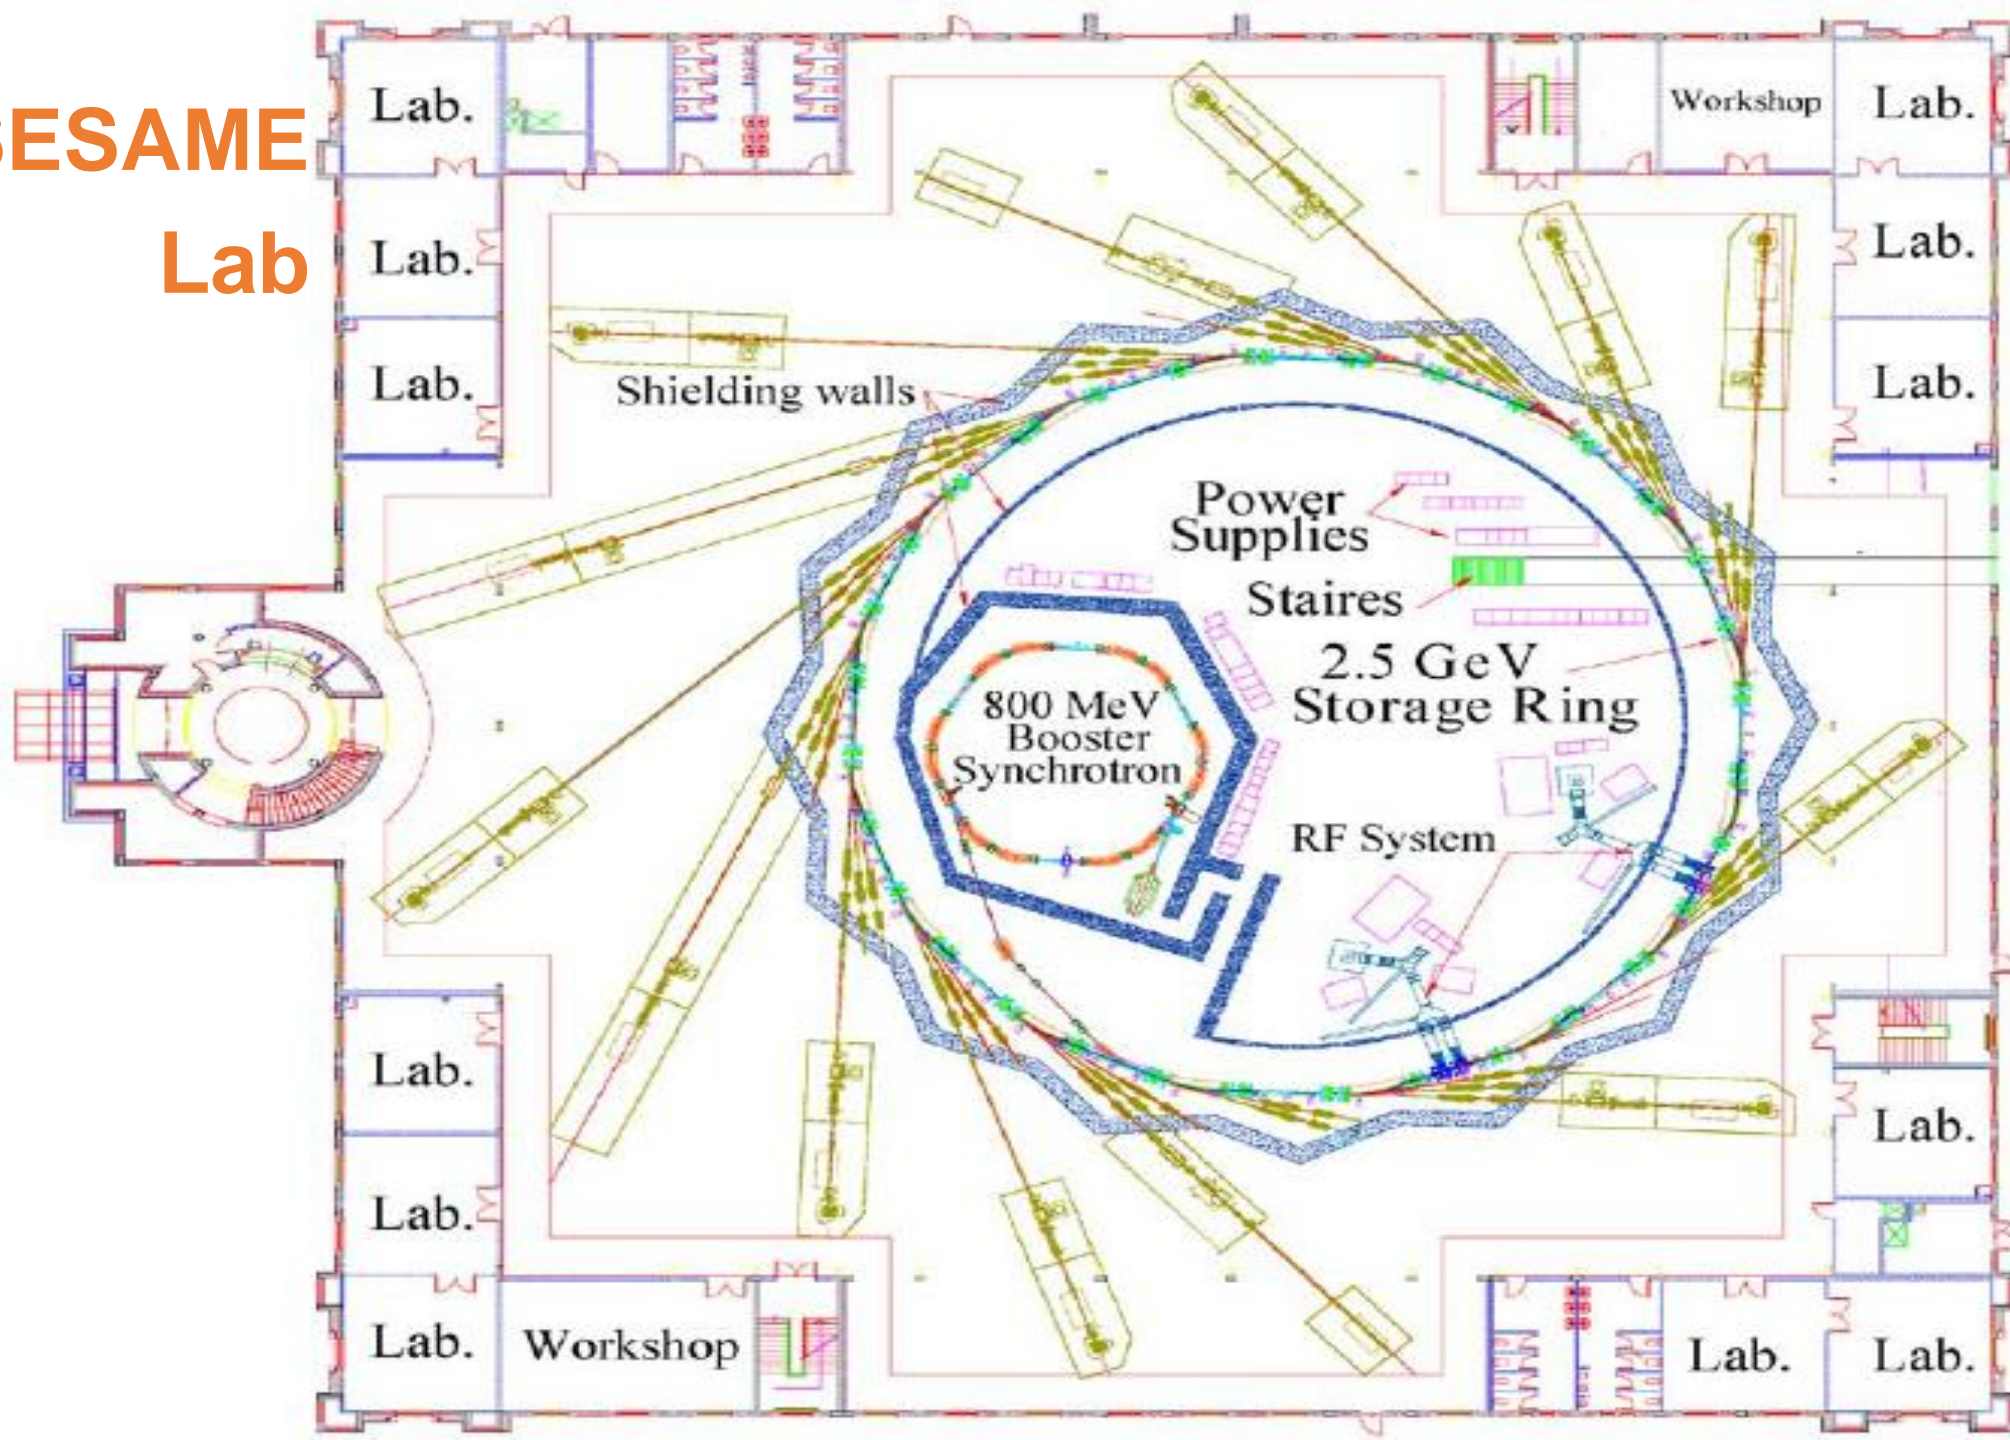 SESAME
Lab
Lab.
Workshop
Lab.
Lab.
Lab.
Lab.
Lab.
Shielding walls
Power
Supplies
Staires
2.5 GeV
Storage Ring
800 MeV
Booster
Synchrotron
RF System
Lab.
Lab.
Lab.
Lab.
Workshop
Lab.
Lab.